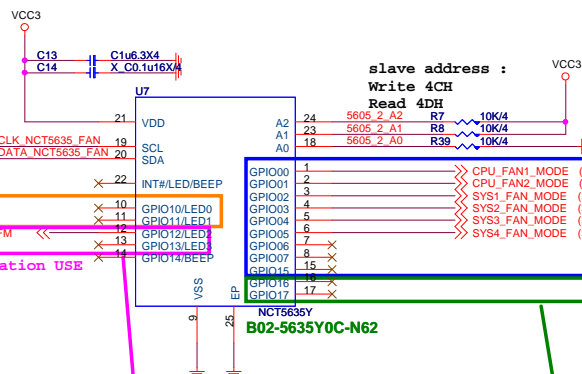 VCC3
C13 C1u6.3X4
C14 X_C0.1u16X/4
VCC3
slave address :
Write 4CH
Read 4DH
U7
21 VDD A2 24 5605_2_A2 R7 10K/4
A1 23 5605_2_A1 R8 10K/4
CLK_NCT5635_FAN 19 SCL A0 18 5605_2_A0 R39 10K/4
DATA_NCT5635_FAN 20 SDA
22 INT#/LED/BEEP GPIO00 1 CPU_FAN1_MODE (
GPIO01 2 CPU_FAN2_MODE (
GPIO02 3 SYS1_FAN_MODE (
10 GPIO10/LED0 GPIO03 4 SYS2_FAN_MODE (
11 GPIO11/LED1 GPIO04 5 SYS3_FAN_MODE (
FM 12 GPIO12/LED2 GPIO05 6 SYS4_FAN_MODE (
13 GPIO13/LED3 GPIO06 7
14 GPIO14/BEEP GPIO07 8
ation USE GPIO15 15
GPIO16 16
GPIO17 17
VSS EP
9 25
NCT5635Y
B02-5635Y0C-N62